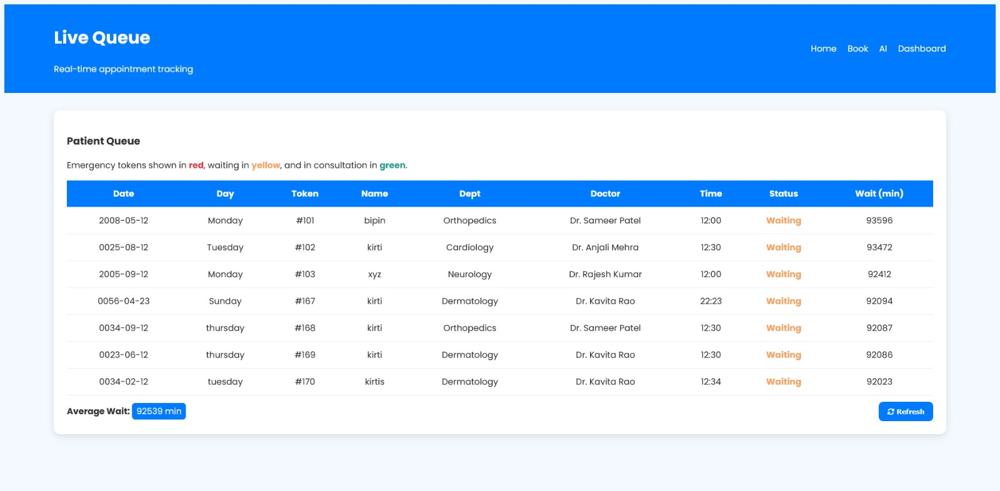 Live Queue
Real-time appointment tracking
Home Book AI Dashboard
Patient Queue
Emergency tokens shown in red, waiting in yellow, and in consultation in green.
Date Day Token Name Dept Doctor Time Status Wait (min)
2008-05-12 Monday #101 bipin Orthopedics Dr. Sameer Patel 12:00 Waiting 93596
0025-08-12 Tuesday #102 kirti Cardiology Dr. Anjali Mehra 12:30 Waiting 93472
2005-09-12 Monday #103 xyz Neurology Dr. Rajesh Kumar 12:00 Waiting 92412
0056-04-23 Sunday #167 kirti Dermatology Dr. Kavita Rao 22:23 Waiting 92094
0034-09-12 thursday #168 kirti Orthopedics Dr. Sameer Patel 12:30 Waiting 92087
0023-06-12 thursday #169 kirti Dermatology Dr. Kavita Rao 12:30 Waiting 92086
0034-02-12 tuesday #170 kirtis Dermatology Dr. Kavita Rao 12:34 Waiting 92023
Average Wait: 92539 min Refresh